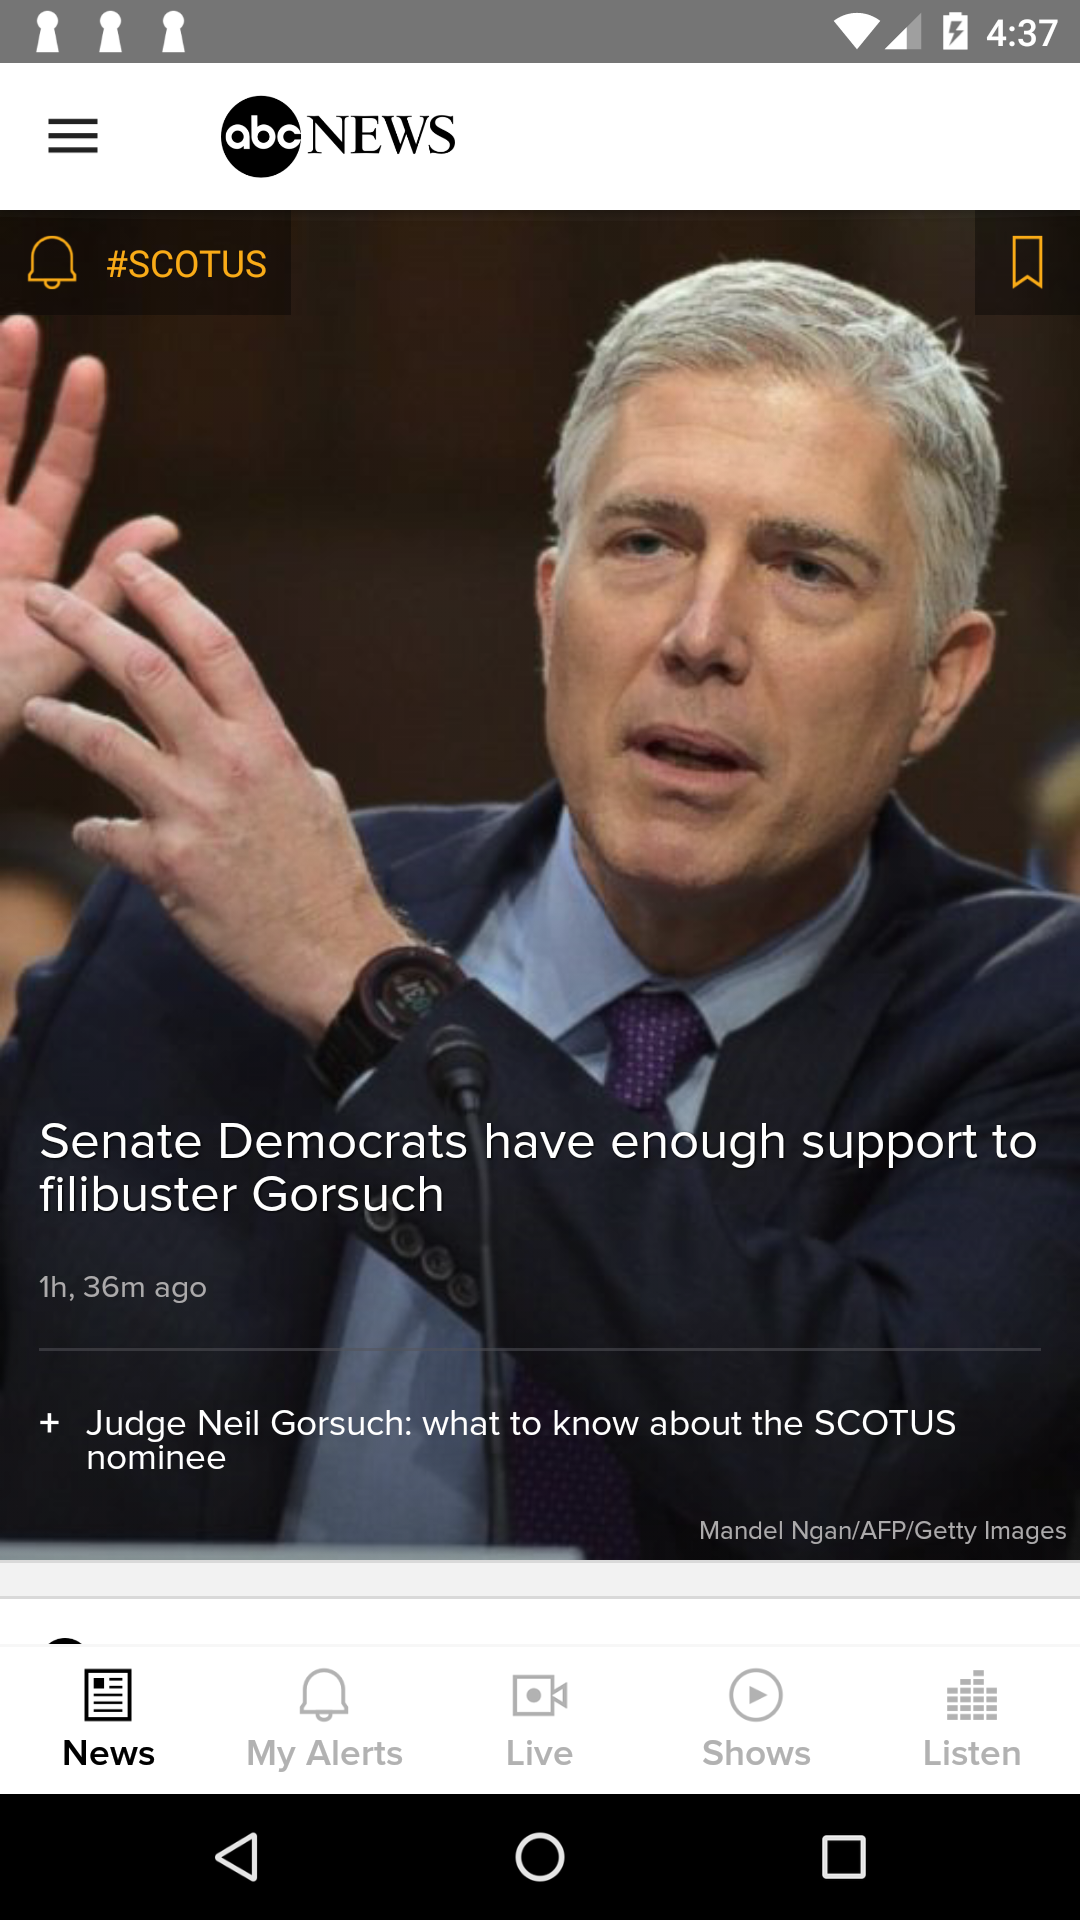 4:37
abc NEWS
#SCOTUS
Senate Democrats have enough support to
filibuster Gorsuch
1h, 36m ago
+ Judge Neil Gorsuch: what to know about the SCOTUS
nominee
Mandel Ngan/AFP/Getty Images
News My Alerts Live Shows Listen